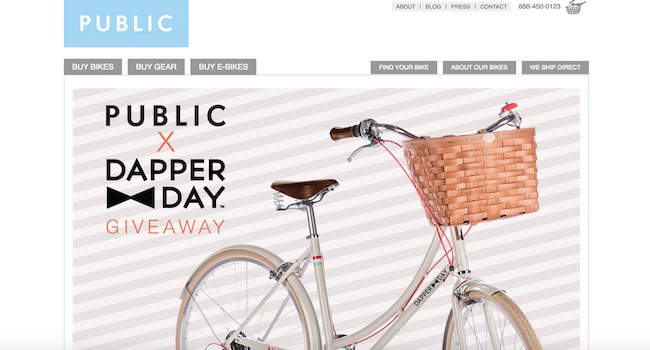 PUBLIC
ABOUT | BLOG | PRESS | CONTACT
888-450-0123
BUY BIKES
BUY GEAR
BUY E-BIKES
FIND YOUR BIKE
ABOUT OUR BIKES
WE SHIP DIRECT
PUBLIC
X
DAPPER
DAY™
GIVEAWAY
DAPPER DAY